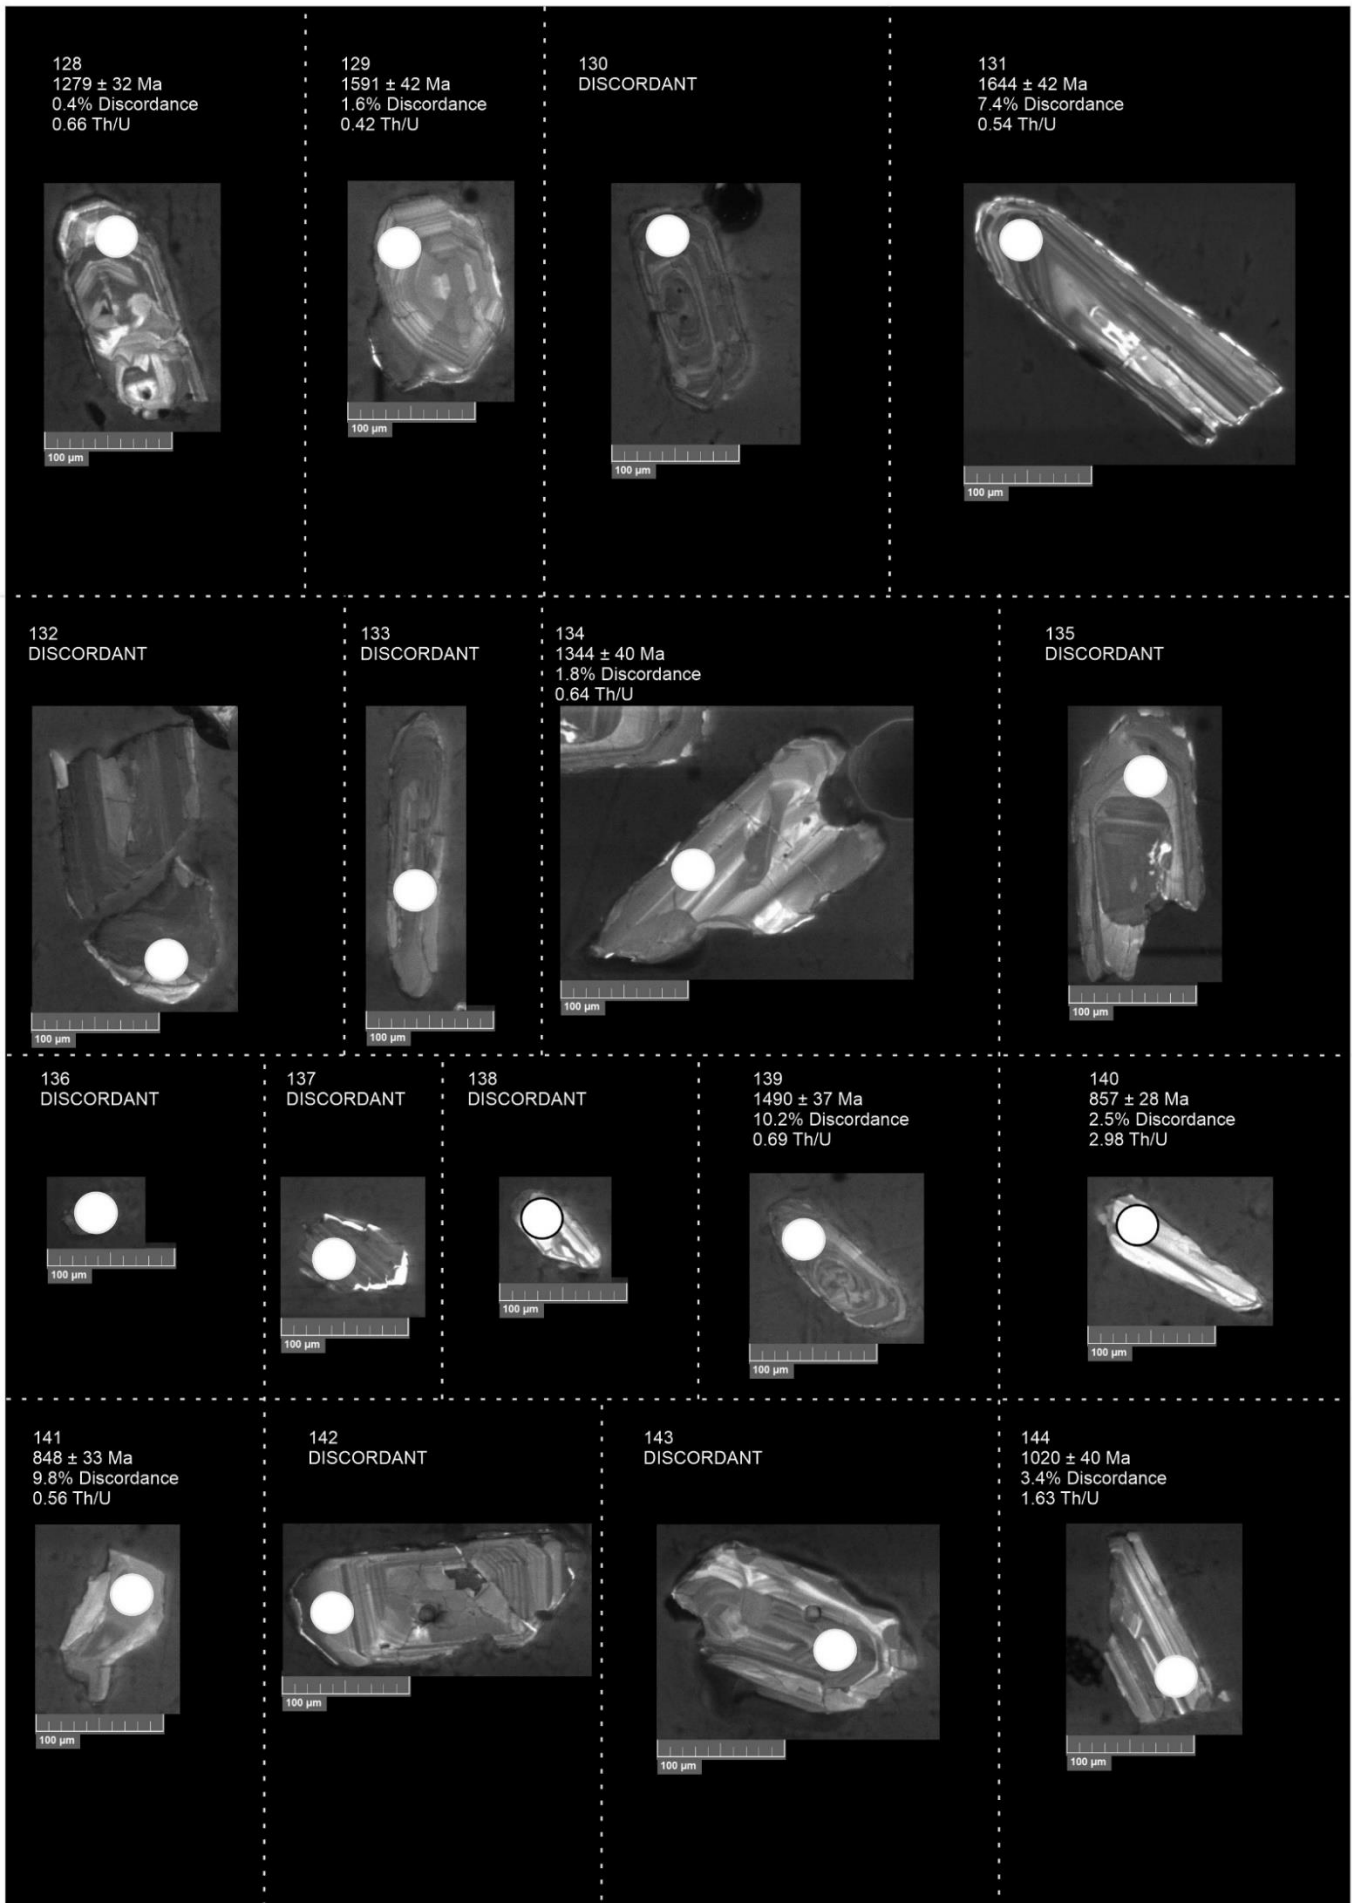 128
1279 ± 32 Ma
0.4% Discordance
0.66 Th/U
129
1591 ± 42 Ma
1.6% Discordance
0.42 Th/U
130
DISCORDANT
131
1644 ± 42 Ma
7.4% Discordance
0.54 Th/U
100 µm
100 µm
100 µm
100 µm
132
DISCORDANT
133
DISCORDANT
134
1344 ± 40 Ma
1.8% Discordance
0.64 Th/U
135
DISCORDANT
100 µm
100 µm
100 µm
100 µm
136
DISCORDANT
137
DISCORDANT
138
DISCORDANT
139
1490 ± 37 Ma
10.2% Discordance
0.69 Th/U
140
857 ± 28 Ma
2.5% Discordance
2.98 Th/U
100 µm
100 µm
100 µm
100 µm
100 µm
141
848 ± 33 Ma
9.8% Discordance
0.56 Th/U
142
DISCORDANT
143
DISCORDANT
144
1020 ± 40 Ma
3.4% Discordance
1.63 Th/U
100 µm
100 µm
100 µm
100 µm